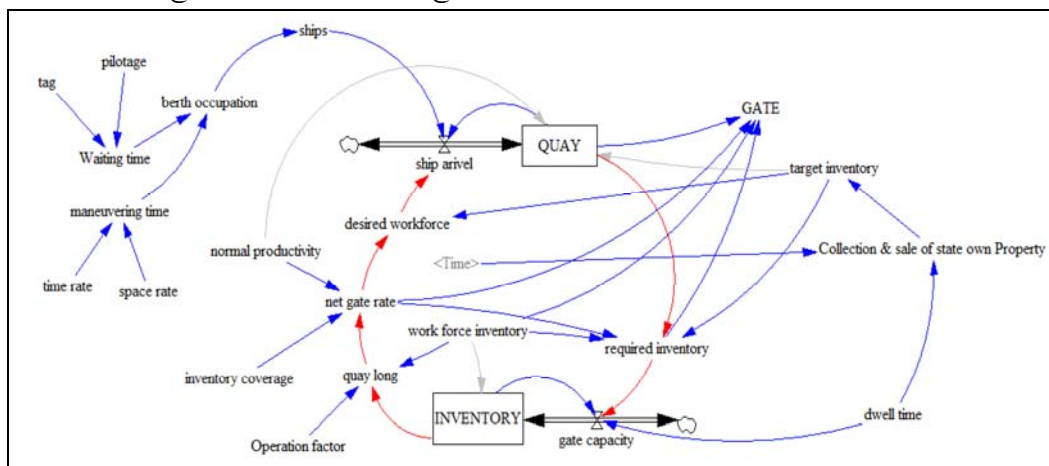 ships
pilotage
tag
berth occupation
GATE
QUAY
Waiting time
ship arivel
target inventory
maneuvering time
desired workforce
normal productivity
Collection & sale of state own Property
<Time>
time rate
space rate
net gate rate
work force inventory
required inventory
inventory coverage
quay long
INVENTORY
dwell time
Operation factor
gate capacity